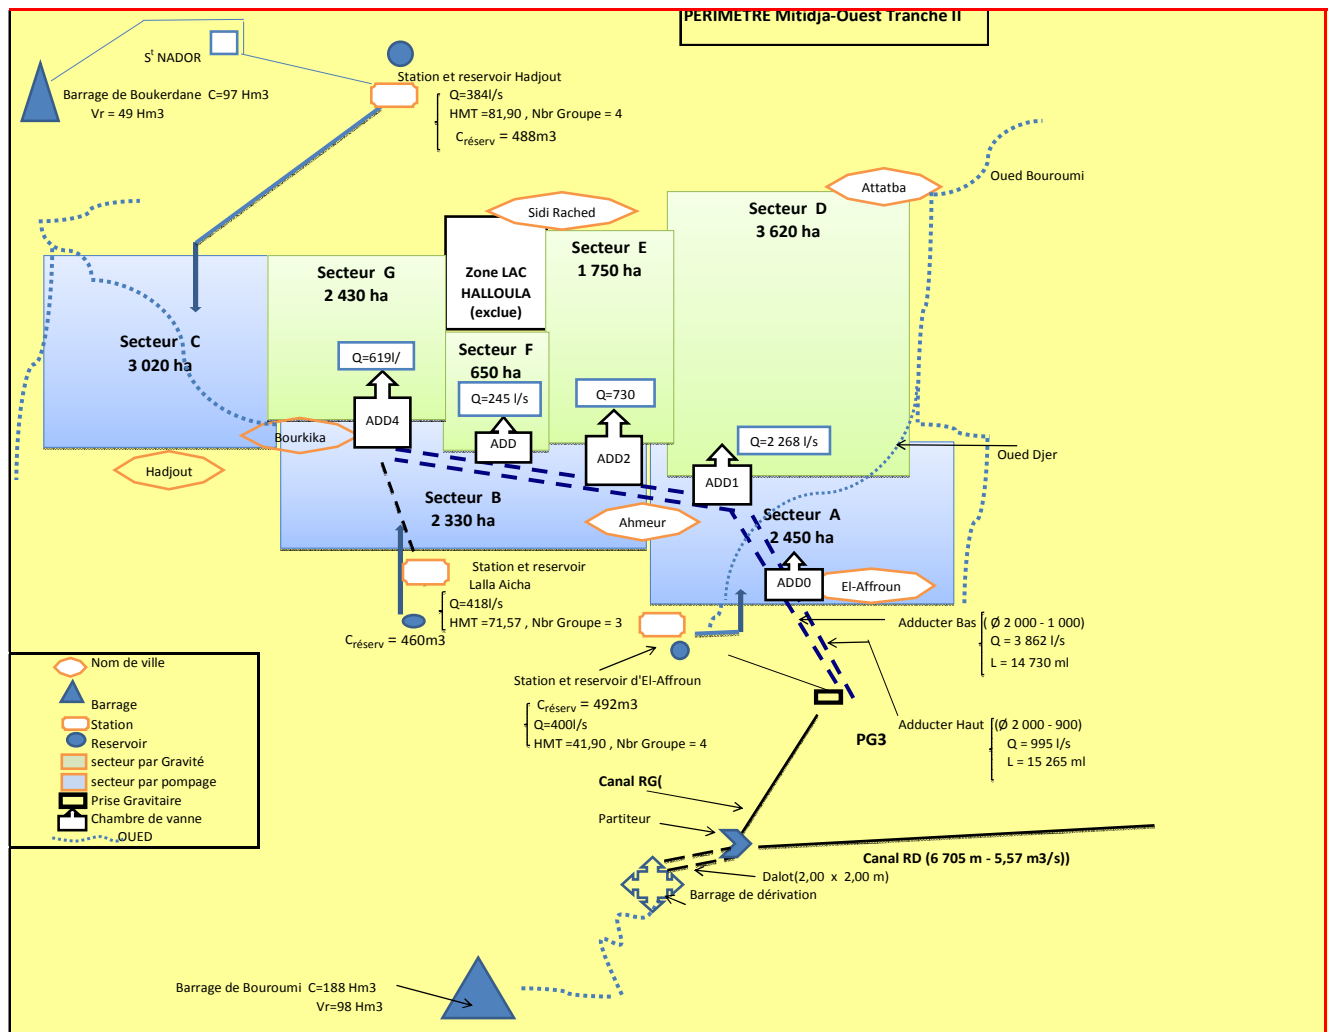 PERIMETRE Mitidja-Ouest Tranche II
Sᵗ NADOR
Barrage de Boukerdane C=97 Hm3
Vr = 49 Hm3
Station et reservoir Hadjout
Q=384l/s
HMT =81,90 , Nbr Groupe = 4
Créserv = 488m3
Attatba
Oued Bouroumi
Sidi Rached
Secteur D
3 620 ha
Secteur E
1 750 ha
Secteur G
2 430 ha
Zone LAC
HALLOULA
(exclue)
Secteur C
3 020 ha
Secteur F
650 ha
Q=619l/
Q=245 l/s
Q=730
Q=2 268 l/s
ADD4
ADD
ADD2
ADD1
Bourkika
Hadjout
Oued Djer
Secteur B
2 330 ha
Ahmeur
Secteur A
2 450 ha
ADD0
El-Affroun
Station et reservoir
Lalla Aicha
Q=418l/s
HMT =71,57 , Nbr Groupe = 3
Créserv = 460m3
Adducter Bas
(Ø 2 000 - 1 000)
Q = 3 862 l/s
L = 14 730 ml
Station et reservoir d'El-Affroun
Créserv = 492m3
Q=400l/s
HMT =41,90 , Nbr Groupe = 4
Adducter Haut
(Ø 2 000 - 900)
Q = 995 l/s
L = 15 265 ml
PG3
Nom de ville
Barrage
Station
Reservoir
secteur par Gravité
secteur par pompage
Prise Gravitaire
Chambre de vanne
OUED
Canal RG(
Partiteur
Canal RD (6 705 m - 5,57 m3/s))
Dalot(2,00 x 2,00 m)
Barrage de dérivation
Barrage de Bouroumi C=188 Hm3
Vr=98 Hm3